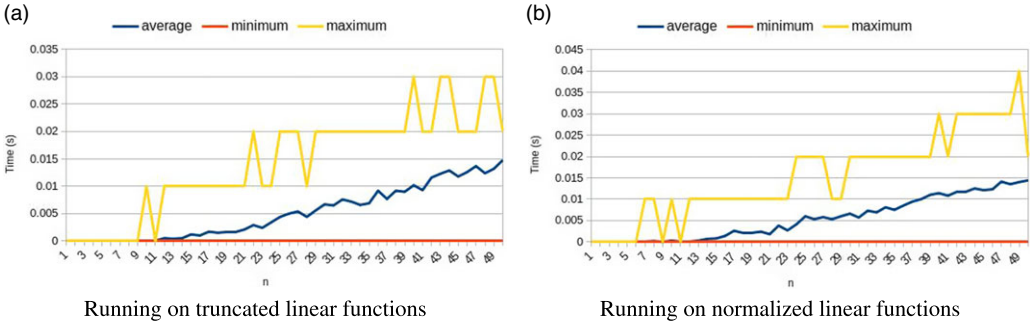 (a)
average minimum maximum
0.035
0.03
0.025
0.02
0.015
0.01
0.005
0
Time (s)
1 3 5 7 9 11 13 15 17 19 21 23 25 27 29 31 33 35 37 39 41 43 45 47 49
n
Running on truncated linear functions
(b)
average minimum maximum
0.045
0.04
0.035
0.03
0.025
0.02
0.015
0.01
0.005
0
Time (s)
1 3 5 7 9 11 13 15 17 19 21 23 25 27 29 31 33 35 37 39 41 43 45 47 49
n
Running on normalized linear functions